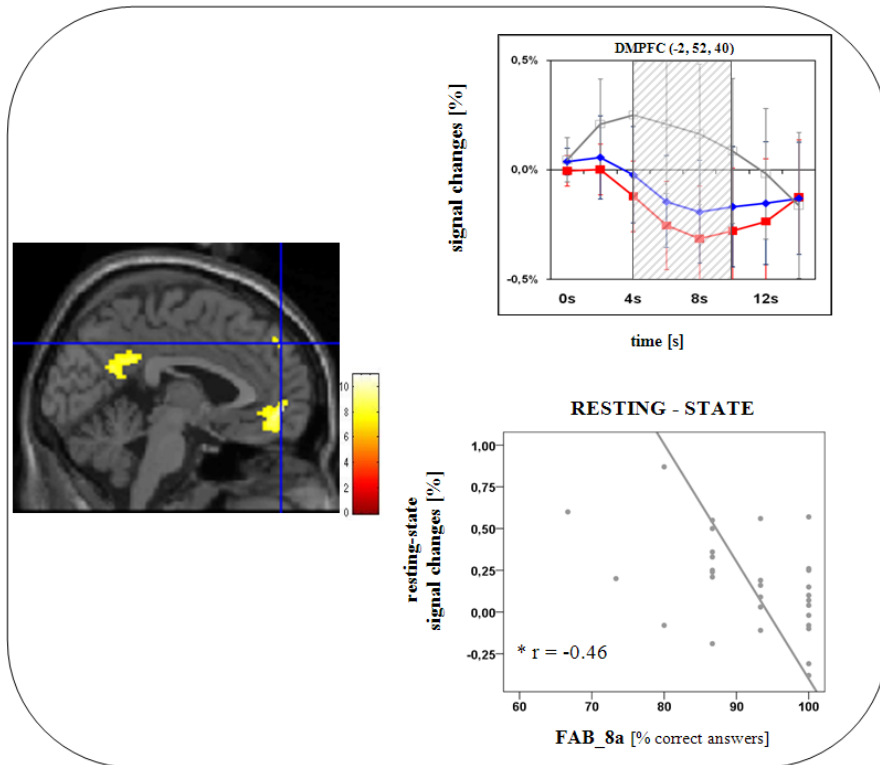 DMPFC (-2, 52, 40)
signal changes [%]
0,5%
0,0%
-0,5%
0s 4s 8s 12s
time [s]
10
8
6
4
2
0
RESTING - STATE
resting-state
signal changes [%]
1,00
0,75
0,50
0,25
0,00
-0,25
* r = -0.46
60 70 80 90 100
FAB_8a [% correct answers]